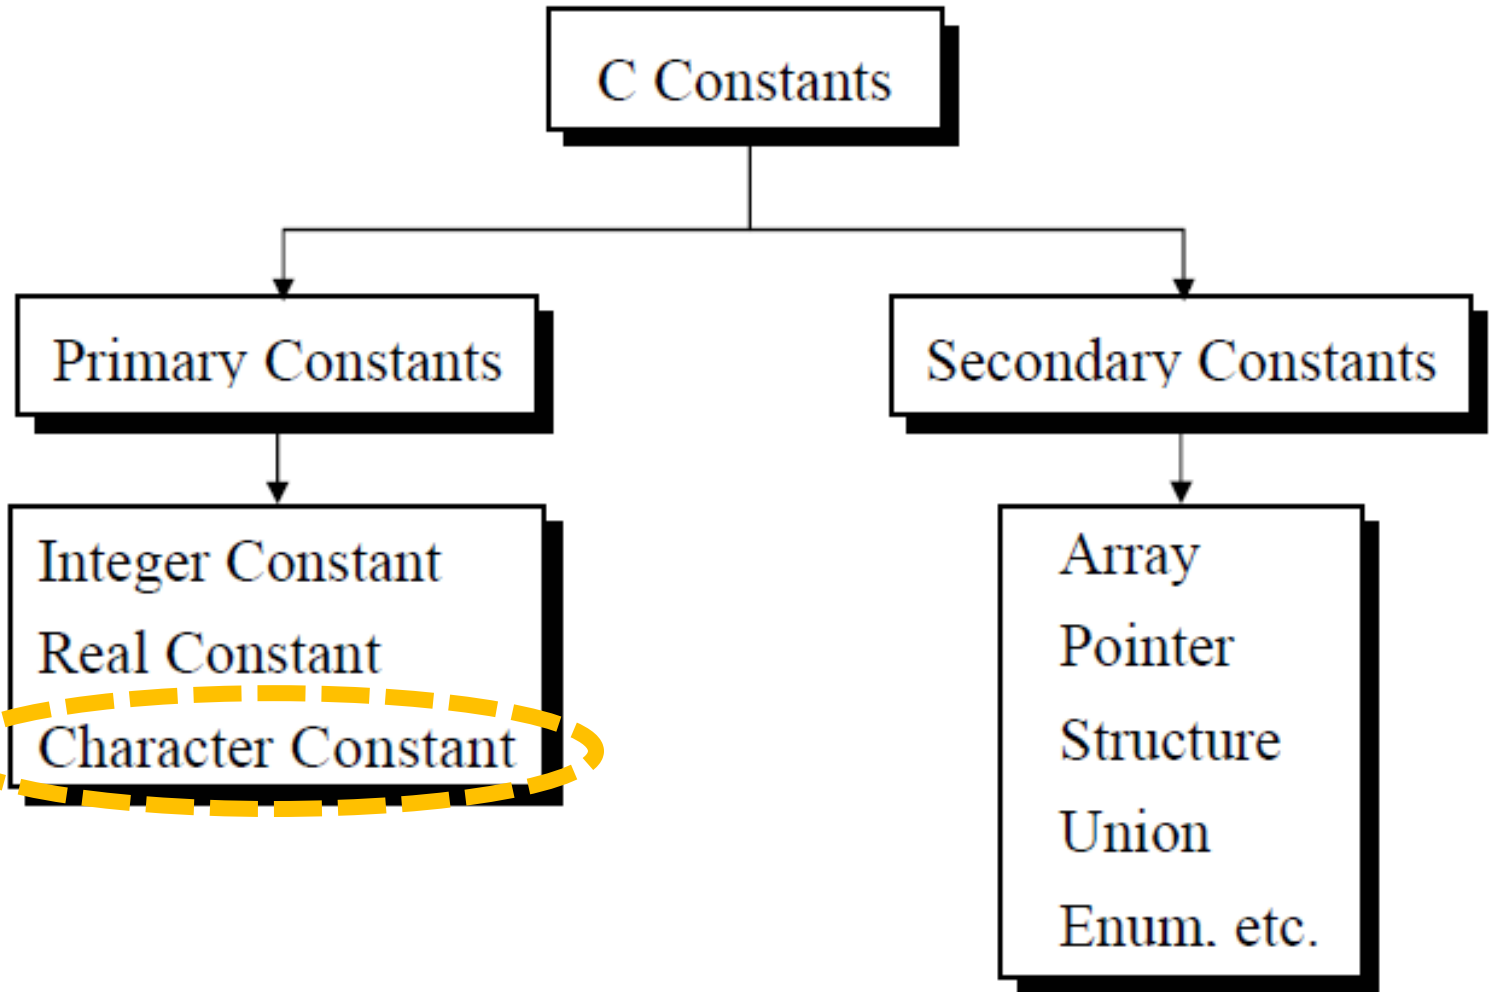 C Constants
Primary Constants
Secondary Constants
Integer Constant
Real Constant
Character Constant
Array
Pointer
Structure
Union
Enum. etc.